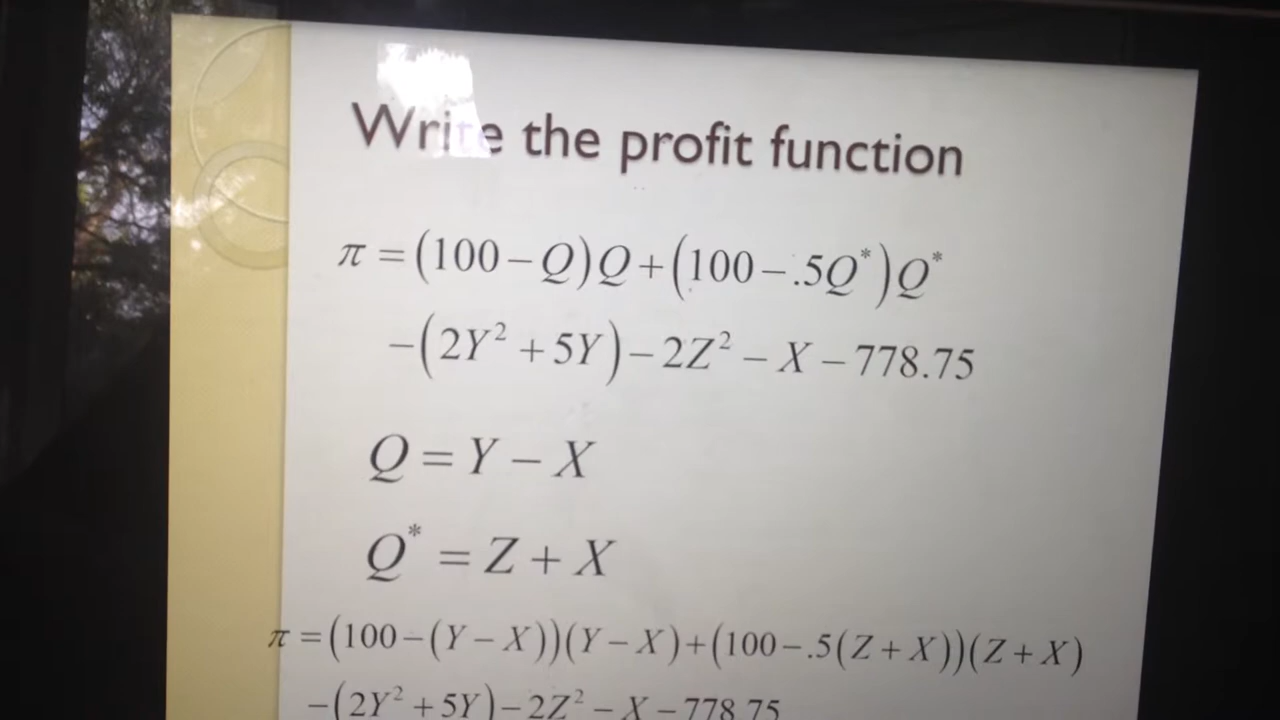 Write the profit function
π = (100 – Q)Q + (100 – .5Q*)Q*
–(2Y² + 5Y) – 2Z² – X – 778.75
Q = Y – X
Q* = Z + X
π = (100 – (Y – X))(Y – X) + (100 – .5(Z + X))(Z + X)
–(2Y² + 5Y) – 2Z² – X – 778.75